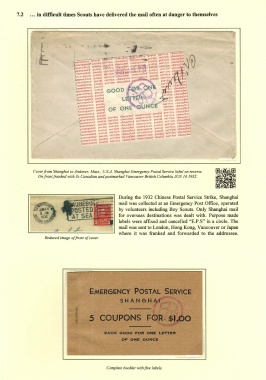 7.2 ... in difficult times Scouts have delivered the mail often at danger to themselves
GOOD FOR ONE
LETTER
OF ONE OUNCE
Cover from Shanghai to Andover, Mass., U.S.A. Shanghai Emergency Postal Service label on reverse.
On front franked with 3c Canadian and postmarked Vancouver British Columbia
POSTED
AT SEA
Reduced image of front of cover
During the 1932 Chinese Postal Service Strike, Shanghai
mail was collected at an Emergency Post Office, operated
by volunteers including Boy Scouts. Only Shanghai mail
for overseas destinations was dealt with. Purpose made
labels were affixed and cancelled "E.P.S" in a circle. The
mail was sent to London, Hong Kong, Vancouver or Japan
where it was franked and forwarded to the addressee.
EMERGENCY POSTAL SERVICE
SHANGHAI
5 COUPONS FOR $1.00
EACH GOOD FOR ONE LETTER
OF ONE OUNCE
Complete booklet with five labels